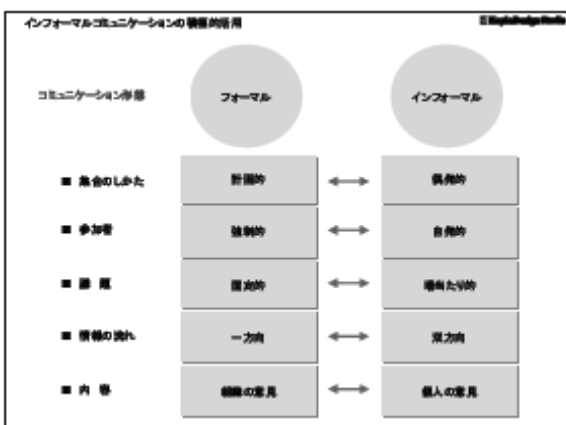 インフォーマルコミュニケーションの積極的活用
コミュニケーション形態 フォーマル インフォーマル
■ 集合のしかた 計画的 偶発的
■ 参加者 強制的 自発的
■ 課 題 固定的 場当たり的
■ 情報の流れ 一方向 双方向
■ 内 容 組織の意見 個人の意見